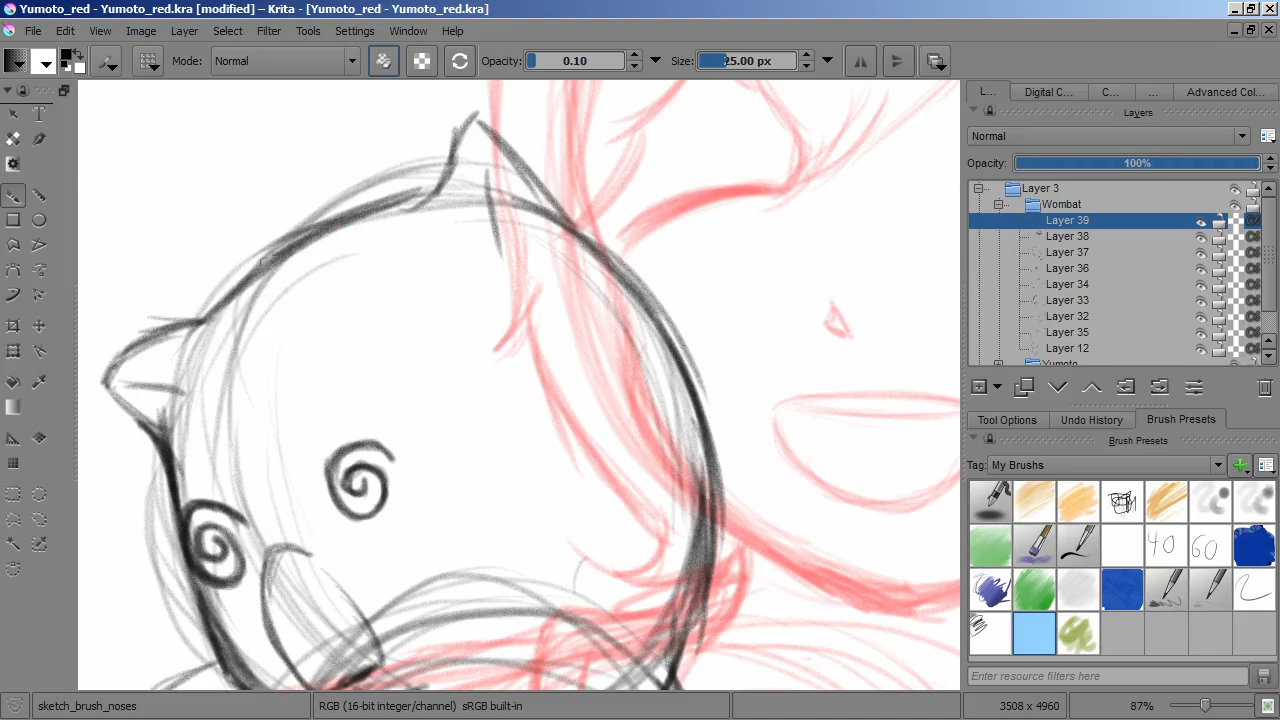 Yumoto_red - Yumoto_red.kra [modified] – Krita - [Yumoto_red - Yumoto_red.kra]
File Edit View Image Layer Select Filter Tools Settings Window Help
Mode: Normal Opacity: 0.10 Size: 25.00 px
L... Digital C... C... ... Advanced Col...
Layers
Normal
Opacity: 100%
Layer 3
Wombat
Layer 39
Layer 38
Layer 37
Layer 36
Layer 34
Layer 33
Layer 32
Layer 35
Layer 12
Yumoto
Tool Options Undo History Brush Presets
Brush Presets
Tag: My Brushes
40 60
Enter resource filters here
sketch_brush_noses RGB (16-bit integer/channel) sRGB built-in 3508 x 4960 87%